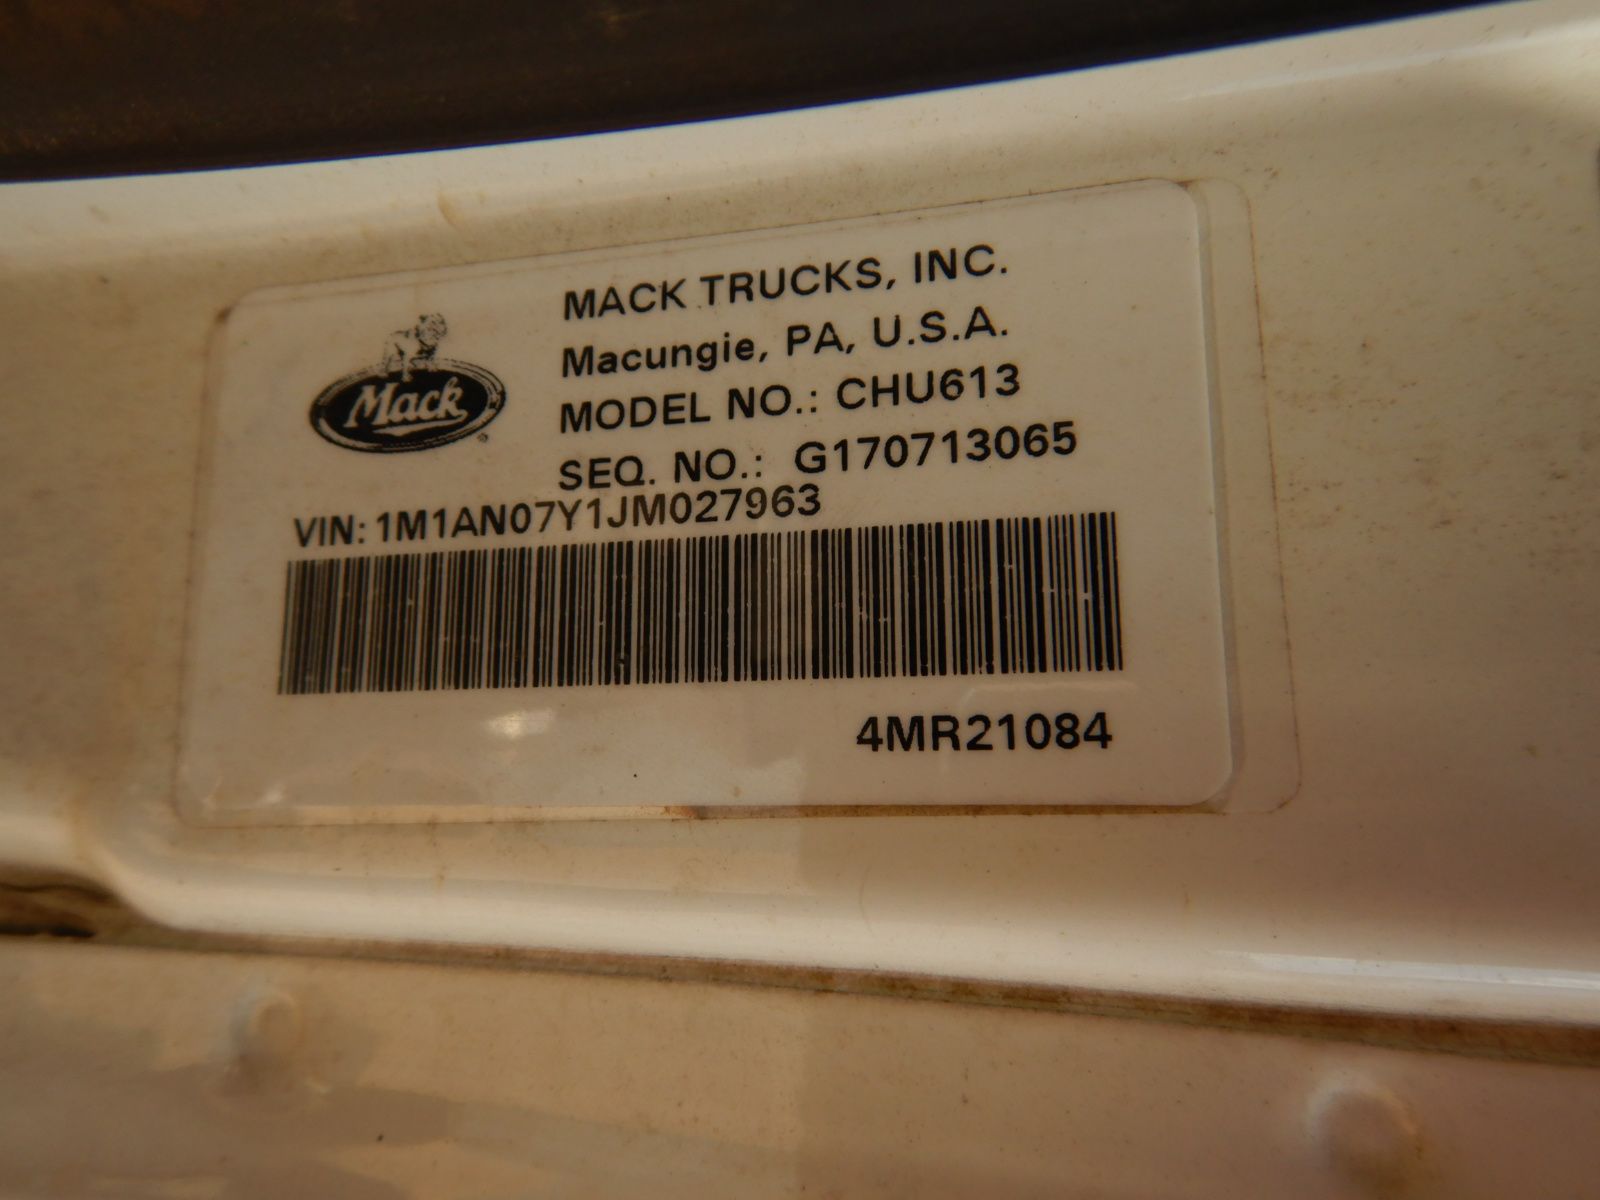 Mack
MACK TRUCKS, INC.
Macungie, PA, U.S.A.
MODEL NO.: CHU613
SEQ. NO.: G170713065
VIN: 1M1AN07Y1JM027963
4MR21084